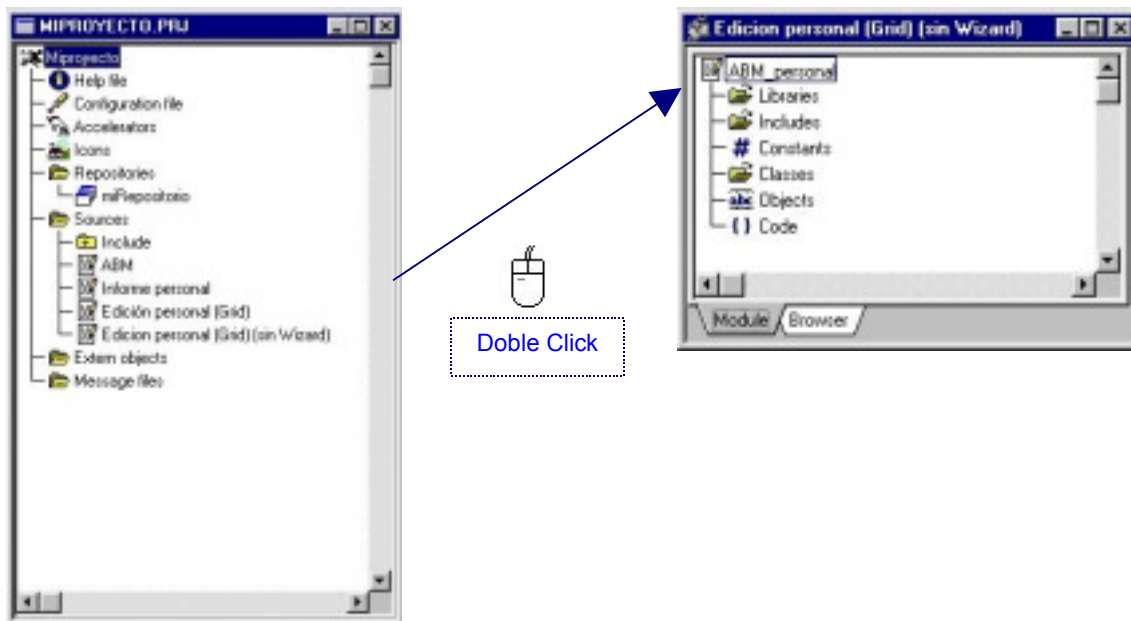 MIPROYECTO.PRJ
Miproyecto
Help file
Configuration file
Accelerators
Icons
Repositories
miRepositorio
Sources
Include
ABM
Informe personal
Edición personal (Grid)
Edicion personal (Grid) (sin Wizard)
Extern objects
Message files
Doble Click
Edicion personal (Grid) (sin Wizard)
ABM_personal
Libraries
Includes
# Constants
Classes
abc Objects
{ } Code
Module
Browser